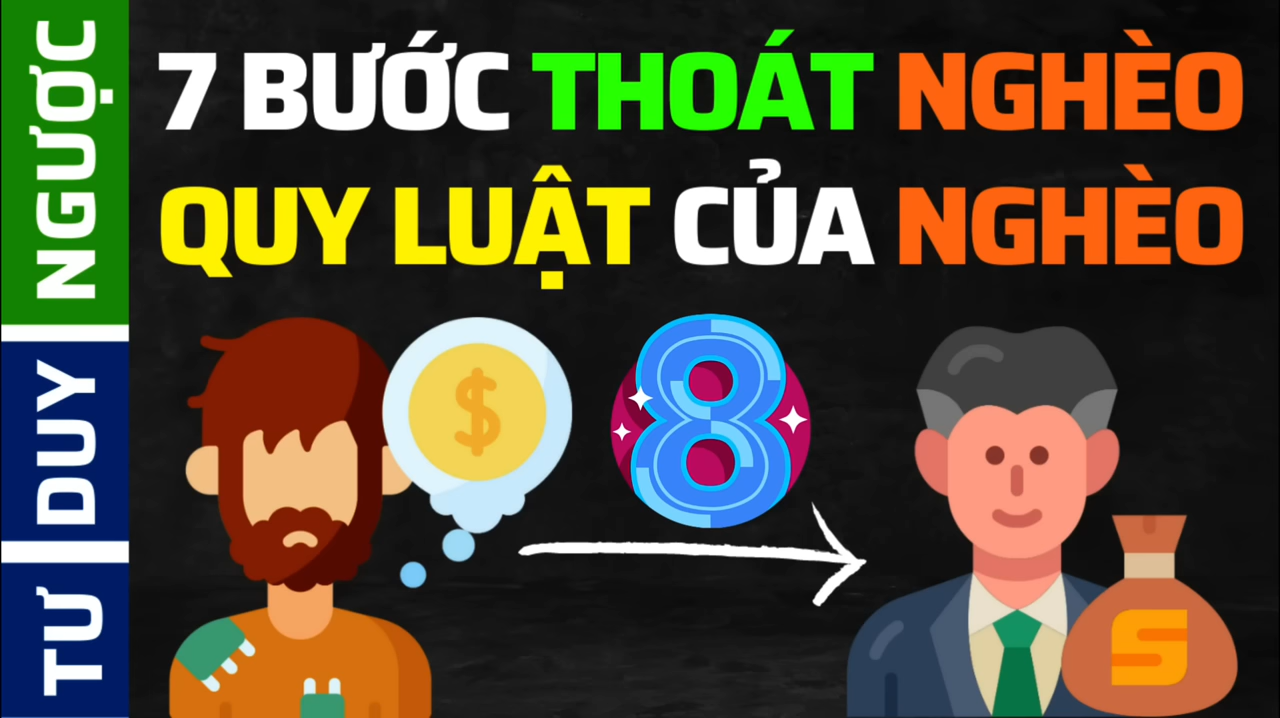 7 BƯỚC THOÁT NGHÈO
QUY LUẬT CỦA NGHÈO
TƯ DUY NGƯỢC
$
8
S